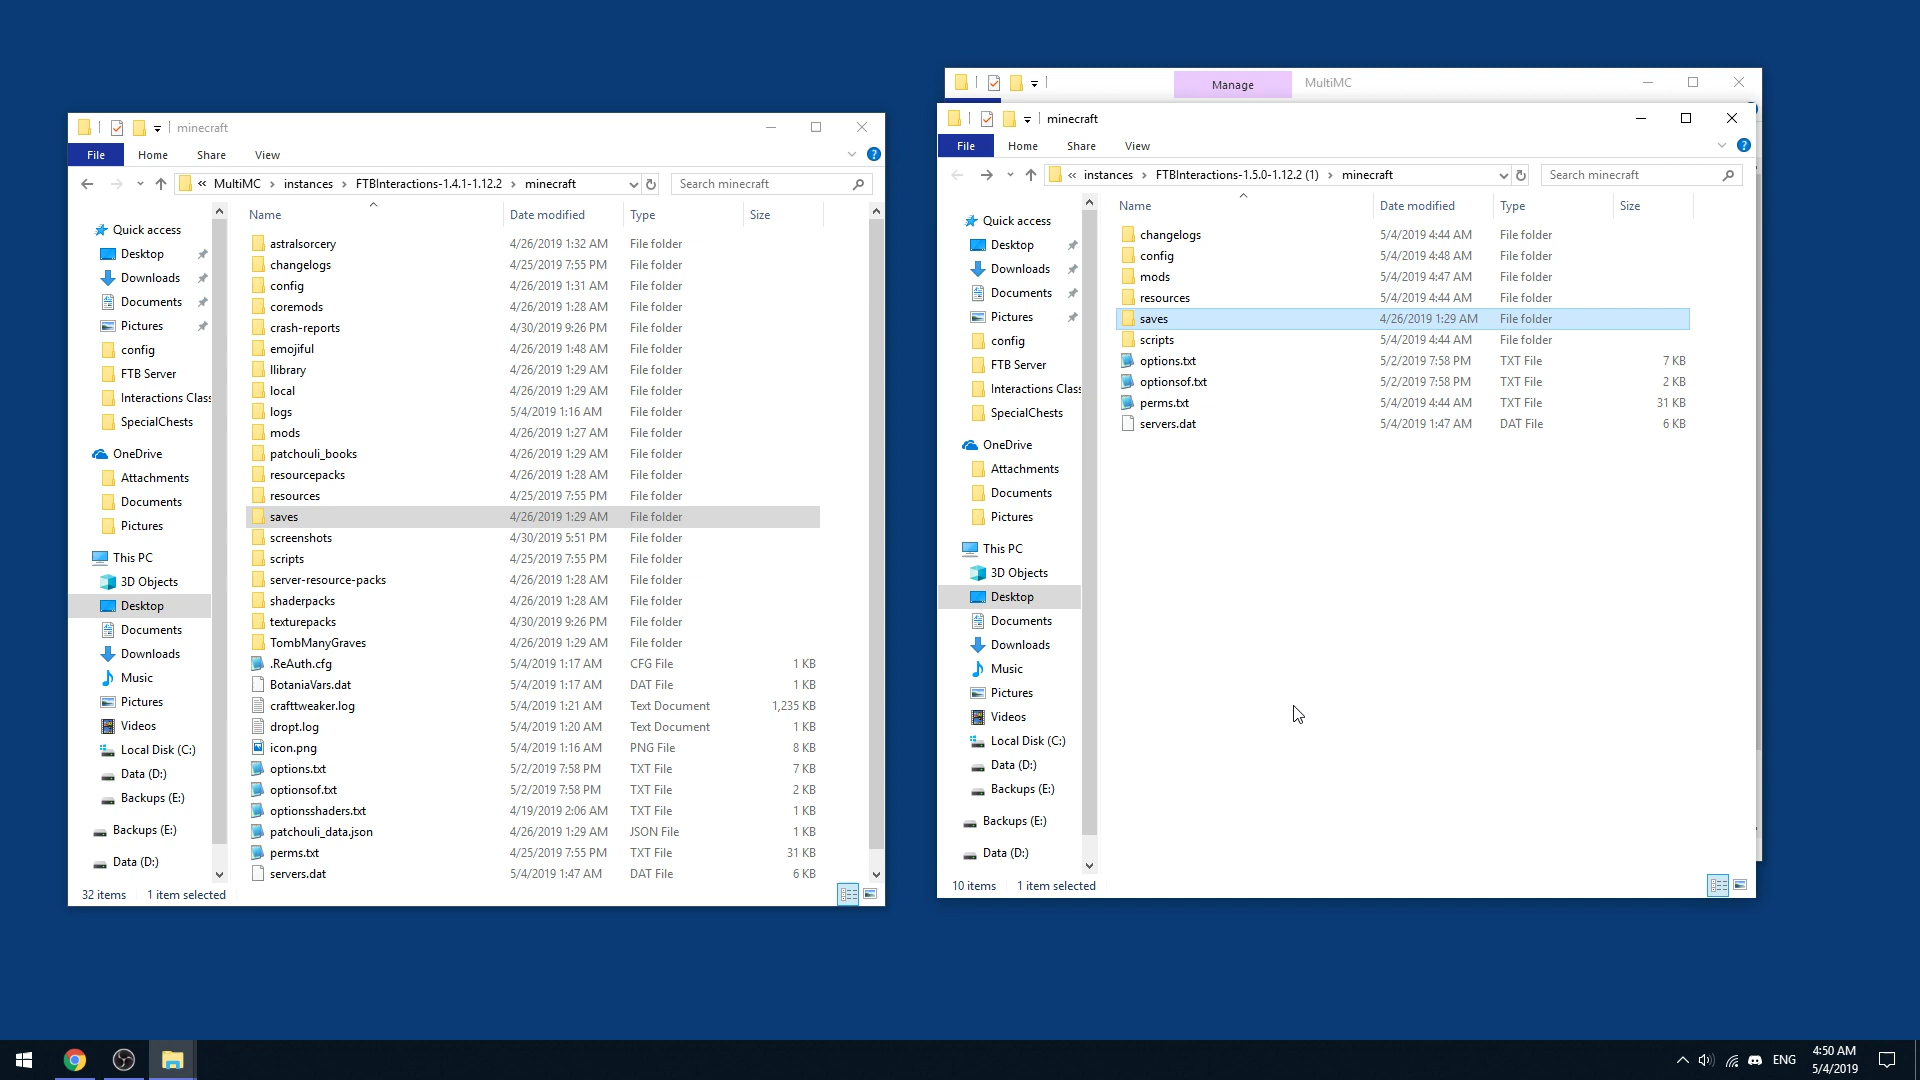 Manage
MultiMC
minecraft
File
Home
Share
View
« MultiMC › instances › FTBInteractions-1.4.1-1.12.2 › minecraft
Search minecraft
Quick access
Desktop
Downloads
Documents
Pictures
config
FTB Server
Interactions Class
SpecialChests
OneDrive
Attachments
Documents
Pictures
This PC
3D Objects
Desktop
Documents
Downloads
Music
Pictures
Videos
Local Disk (C:)
Data (D:)
Backups (E:)
Backups (E:)
Data (D:)
Name Date modified Type Size
astralsorcery 4/26/2019 1:32 AM File folder
changelogs 4/25/2019 7:55 PM File folder
config 4/26/2019 1:31 AM File folder
coremods 4/26/2019 1:28 AM File folder
crash-reports 4/30/2019 9:26 PM File folder
emojiful 4/26/2019 1:48 AM File folder
llibrary 4/26/2019 1:29 AM File folder
local 4/26/2019 1:29 AM File folder
logs 5/4/2019 1:16 AM File folder
mods 4/26/2019 1:27 AM File folder
patchouli_books 4/26/2019 1:29 AM File folder
resourcepacks 4/26/2019 1:28 AM File folder
resources 4/25/2019 7:55 PM File folder
saves 4/26/2019 1:29 AM File folder
screenshots 4/30/2019 5:51 PM File folder
scripts 4/25/2019 7:55 PM File folder
server-resource-packs 4/26/2019 1:28 AM File folder
shaderpacks 4/26/2019 1:28 AM File folder
texturepacks 4/30/2019 9:26 PM File folder
TombManyGraves 4/26/2019 1:29 AM File folder
.ReAuth.cfg 5/4/2019 1:17 AM CFG File 1 KB
BotaniaVars.dat 5/4/2019 1:17 AM DAT File 1 KB
crafttweaker.log 5/4/2019 1:21 AM Text Document 1,235 KB
dropt.log 5/4/2019 1:20 AM Text Document 1 KB
icon.png 5/4/2019 1:16 AM PNG File 8 KB
options.txt 5/2/2019 7:58 PM TXT File 7 KB
optionsof.txt 5/2/2019 7:58 PM TXT File 2 KB
optionsshaders.txt 4/19/2019 2:06 AM TXT File 1 KB
patchouli_data.json 4/26/2019 1:29 AM JSON File 1 KB
perms.txt 4/25/2019 7:55 PM TXT File 31 KB
servers.dat 5/4/2019 1:47 AM DAT File 6 KB
32 items 1 item selected
minecraft
File
Home
Share
View
« instances › FTBInteractions-1.5.0-1.12.2 (1) › minecraft
Search minecraft
Quick access
Desktop
Downloads
Documents
Pictures
config
FTB Server
Interactions Class
SpecialChests
OneDrive
Attachments
Documents
Pictures
This PC
3D Objects
Desktop
Documents
Downloads
Music
Pictures
Videos
Local Disk (C:)
Data (D:)
Backups (E:)
Backups (E:)
Data (D:)
Name Date modified Type Size
changelogs 5/4/2019 4:44 AM File folder
config 5/4/2019 4:48 AM File folder
mods 5/4/2019 4:47 AM File folder
resources 5/4/2019 4:44 AM File folder
saves 4/26/2019 1:29 AM File folder
scripts 5/4/2019 4:44 AM File folder
options.txt 5/2/2019 7:58 PM TXT File 7 KB
optionsof.txt 5/2/2019 7:58 PM TXT File 2 KB
perms.txt 5/4/2019 4:44 AM TXT File 31 KB
servers.dat 5/4/2019 1:47 AM DAT File 6 KB
10 items 1 item selected
ENG
4:50 AM
5/4/2019